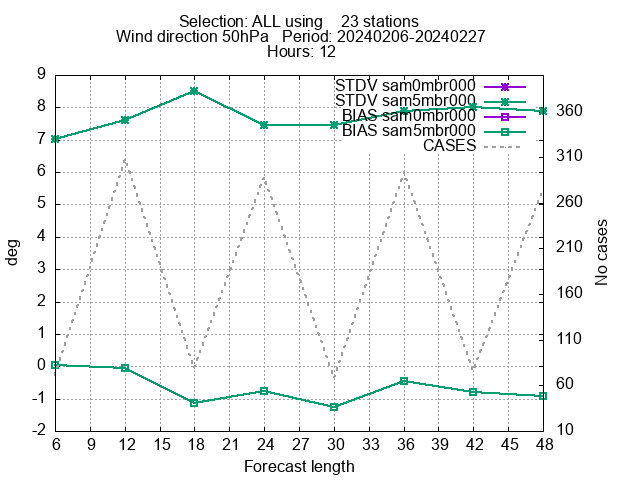 Selection: ALL using    23 stations
Wind direction 50hPa   Period: 20240206-20240227
Hours: 12
STDV sam0mbr000
STDV sam5mbr000
BIAS sam0mbr000
BIAS sam5mbr000
CASES
9
8
7
6
5
4
3
2
1
0
-1
-2
deg
360
310
260
210
160
110
60
10
No cases
6 9 12 15 18 21 24 27 30 33 36 39 42 45 48
Forecast length